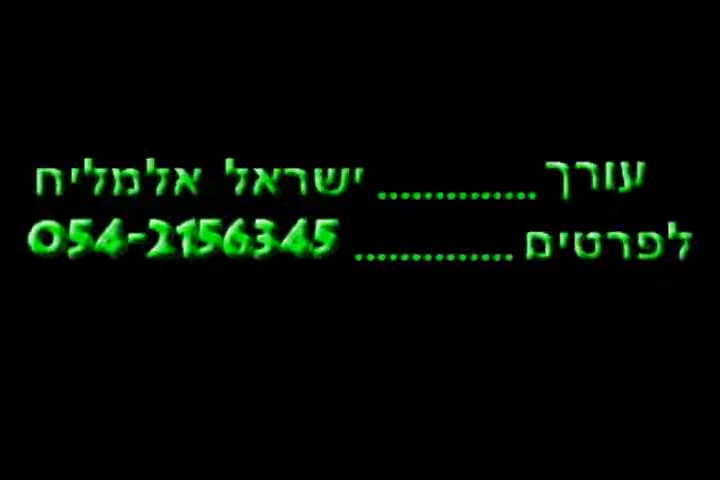 עורך .............. ישראל אלמליח
לפרטים .............. 054-2156345